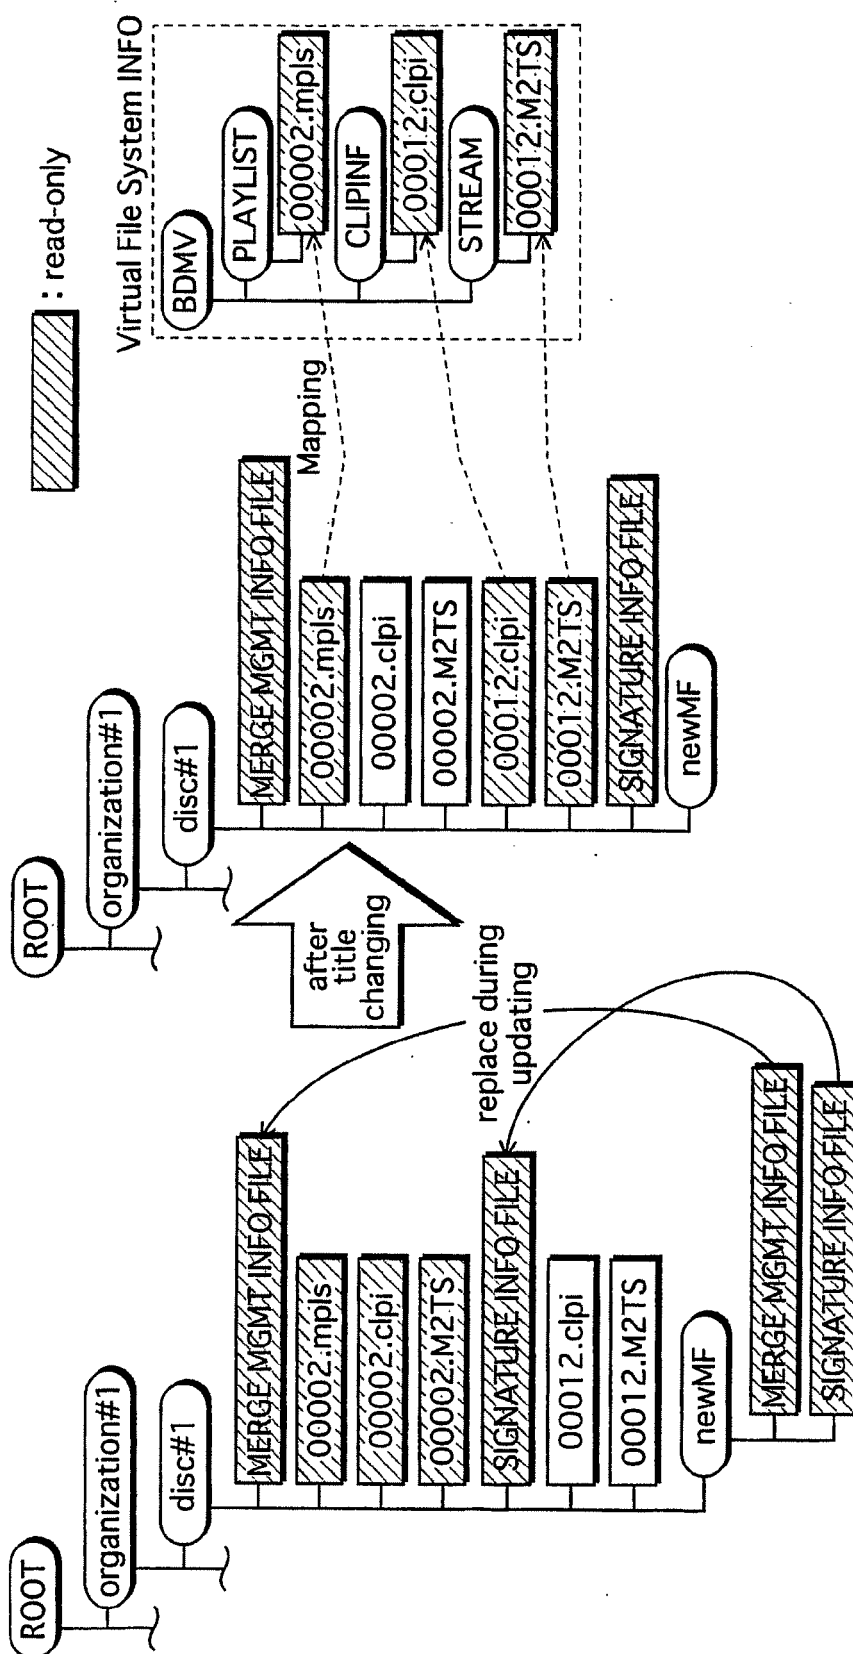 ROOT
organization#1
disc#1
MERGE MGMT INFO FILE
00002.mpls
00002.clpi
00002.M2TS
SIGNATURE INFO FILE
00012.clpi
00012.M2TS
newMF
MERGE MGMT INFO FILE
SIGNATURE INFO FILE
replace during
updating
after
title
changing
ROOT
organization#1
disc#1
MERGE MGMT INFO FILE
00002.mpls
00002.clpi
00002.M2TS
00012.clpi
00012.M2TS
SIGNATURE INFO FILE
newMF
Mapping
: read-only
Virtual File System INFO
BDMV
PLAYLIST
00002.mpls
CLIPINF
00012.clpi
STREAM
00012.M2TS